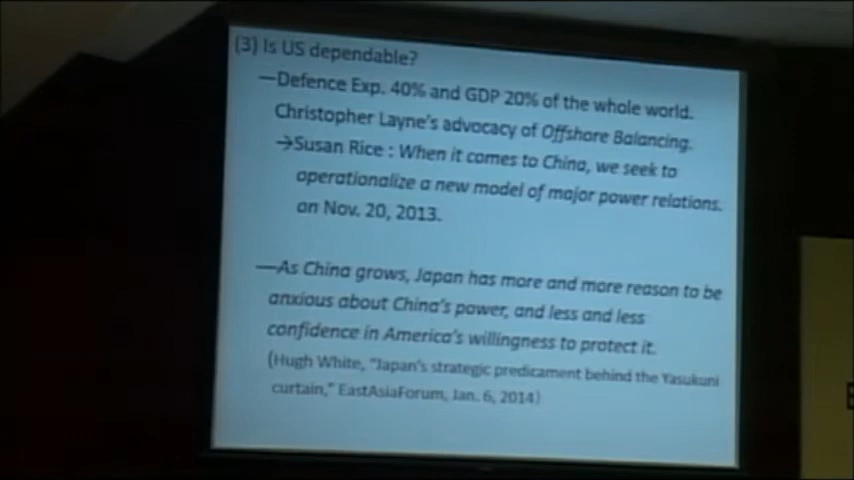 (3) Is US dependable?
—Defence Exp. 40% and GDP 20% of the whole world.
Christopher Layne's advocacy of Offshore Balancing.
→Susan Rice : When it comes to China, we seek to
operationalize a new model of major power relations.
on Nov. 20, 2013.
—As China grows, Japan has more and more reason to be
anxious about China's power, and less and less
confidence in America's willingness to protect it.
(Hugh White, "Japan's strategic predicament behind the Yasukuni
curtain," EastAsiaForum, Jan. 6, 2014)